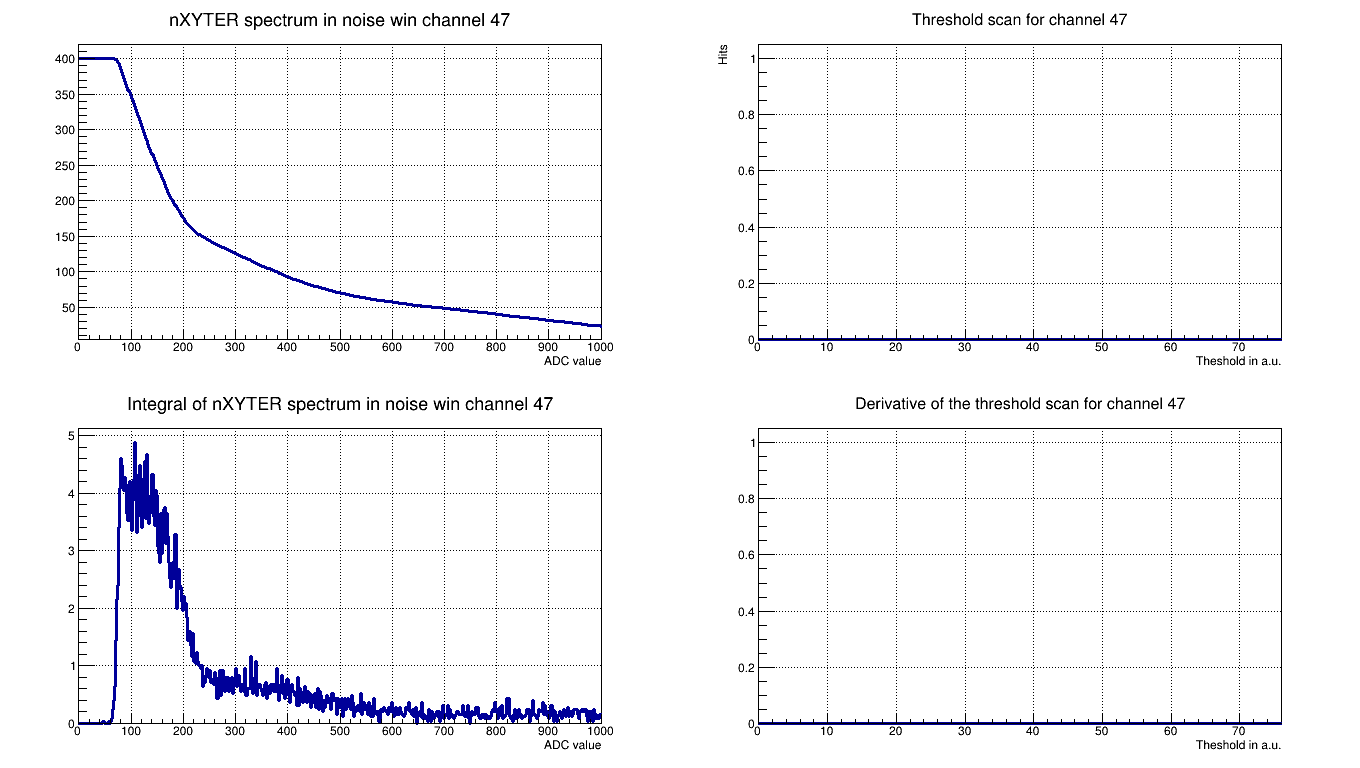 nXYTER spectrum in noise win channel 47
400
350
300
250
200
150
100
50
0 100 200 300 400 500 600 700 800 900 1000
ADC value
Threshold scan for channel 47
Hits
1
0.8
0.6
0.4
0.2
0
0 10 20 30 40 50 60 70
Theshold in a.u.
Integral of nXYTER spectrum in noise win channel 47
5
4
3
2
1
0
0 100 200 300 400 500 600 700 800 900 1000
ADC value
Derivative of the threshold scan for channel 47
1
0.8
0.6
0.4
0.2
0
0 10 20 30 40 50 60 70
Theshold in a.u.